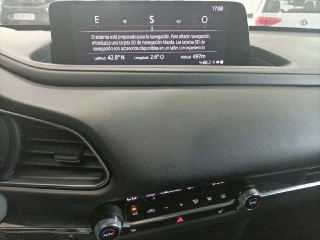 17:08
E S O
El sistema está preparado para la navegación. Para añadir navegación,
introduzca una tarjeta SD de navegación Mazda. Las tarjetas SD de
navegación son accesorios disponibles en un taller con experiencia
Latitud 42.8°N Longitud 2.6°O Altitud 497m